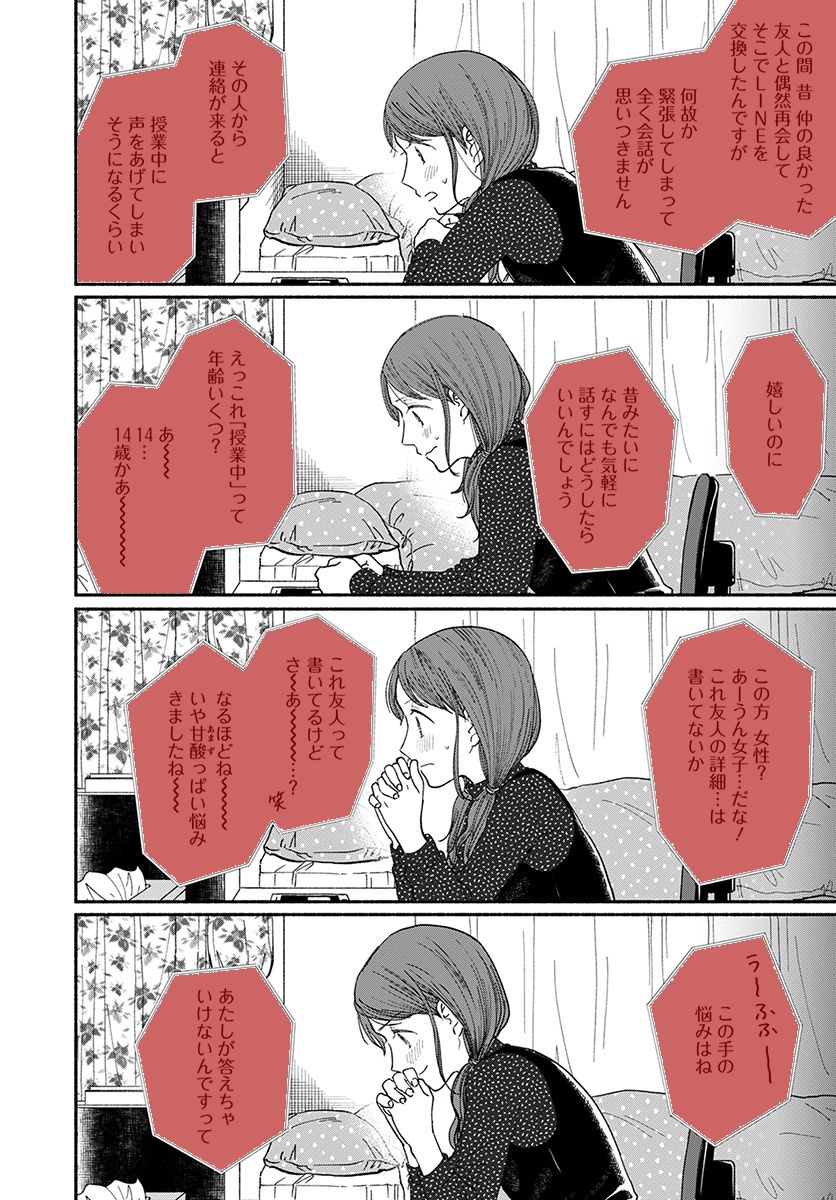 この間 昔 仲の良かった
友人と偶然再会して
そこでLINEを
交換したんですが
何故か
緊張してしまって
全く会話が
思いつきません
その人から
連絡が来ると
授業中に
声をあげてしまい
そうになるくらい
嬉しいのに
昔みたいに
なんでも気軽に
話すにはどうしたら
いいんでしょう
えっこれ「授業中」って
年齢いくつ?
あ〜〜
14…
14歳かあ〜〜〜〜
この方 女性?
あーうん女子…だな!
これ友人の詳細…は
書いてないか
これ友人って
書いてるけど
さ〜あ〜〜…?
笑
なるほどね〜〜〜
いや甘酸っぱい悩み
あまず
きましたね〜〜〜
う〜ふふー
この手の
悩みはね
あたしが答えちゃ
いけないんですって